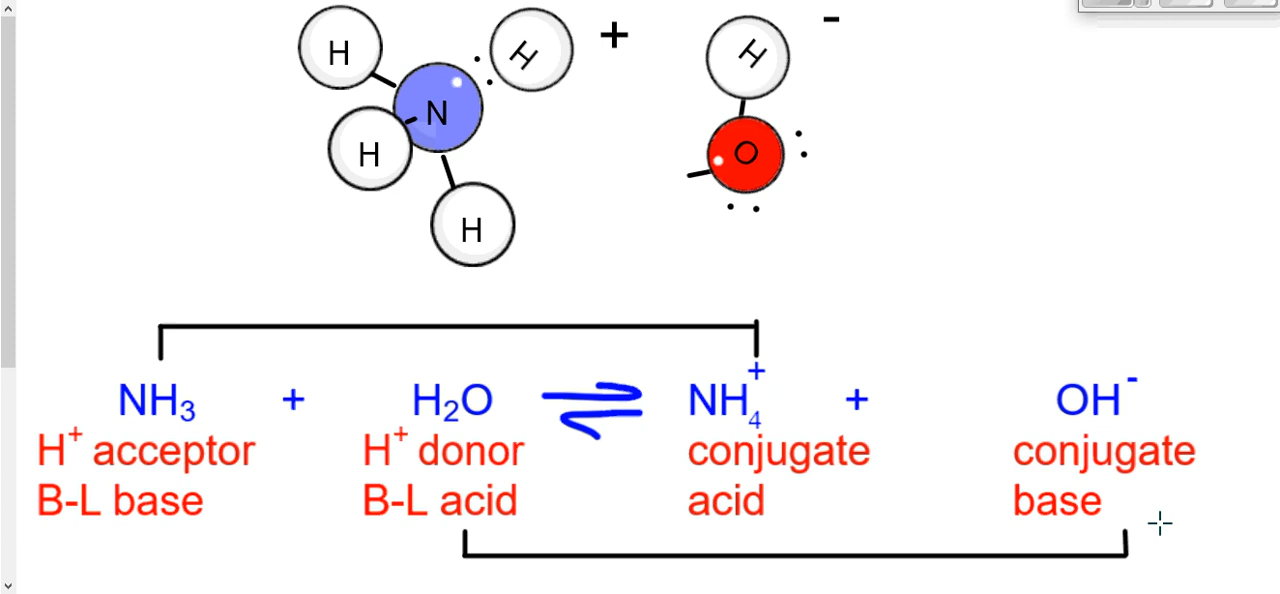 H H + H -
N O
H
H
NH₃ + H₂O ⇌ NH₄⁺ + OH⁻
H⁺ acceptor H⁺ donor conjugate conjugate
B-L base B-L acid acid base